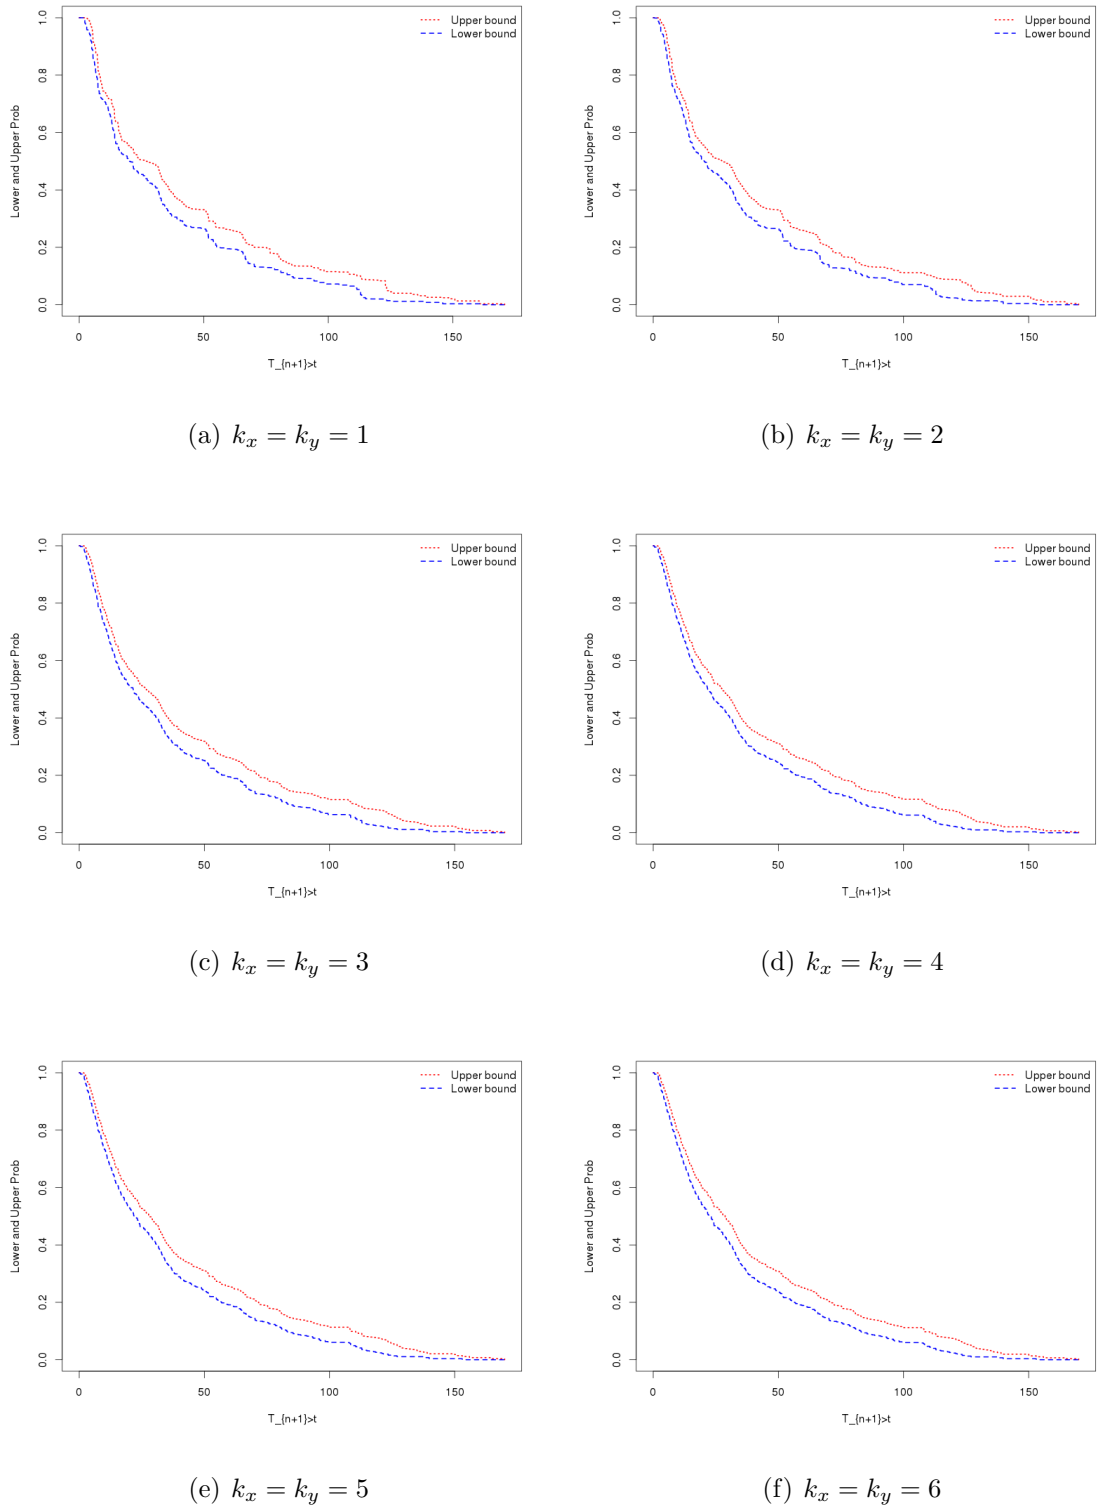 Upper bound
Lower bound
Lower and Upper Prob
1.0
0.8
0.6
0.4
0.2
0.0
0 50 100 150
T_{n+1}>t
(a) k_x = k_y = 1
Upper bound
Lower bound
Lower and Upper Prob
1.0
0.8
0.6
0.4
0.2
0.0
0 50 100 150
T_{n+1}>t
(b) k_x = k_y = 2
Upper bound
Lower bound
Lower and Upper Prob
1.0
0.8
0.6
0.4
0.2
0.0
0 50 100 150
T_{n+1}>t
(c) k_x = k_y = 3
Upper bound
Lower bound
Lower and Upper Prob
1.0
0.8
0.6
0.4
0.2
0.0
0 50 100 150
T_{n+1}>t
(d) k_x = k_y = 4
Upper bound
Lower bound
Lower and Upper Prob
1.0
0.8
0.6
0.4
0.2
0.0
0 50 100 150
T_{n+1}>t
(e) k_x = k_y = 5
Upper bound
Lower bound
Lower and Upper Prob
1.0
0.8
0.6
0.4
0.2
0.0
0 50 100 150
T_{n+1}>t
(f) k_x = k_y = 6